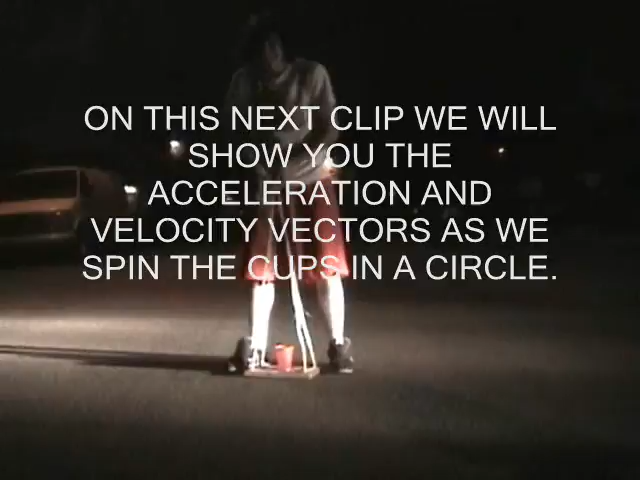 ON THIS NEXT CLIP WE WILL
SHOW YOU THE
ACCELERATION AND
VELOCITY VECTORS AS WE
SPIN THE CUPS IN A CIRCLE.